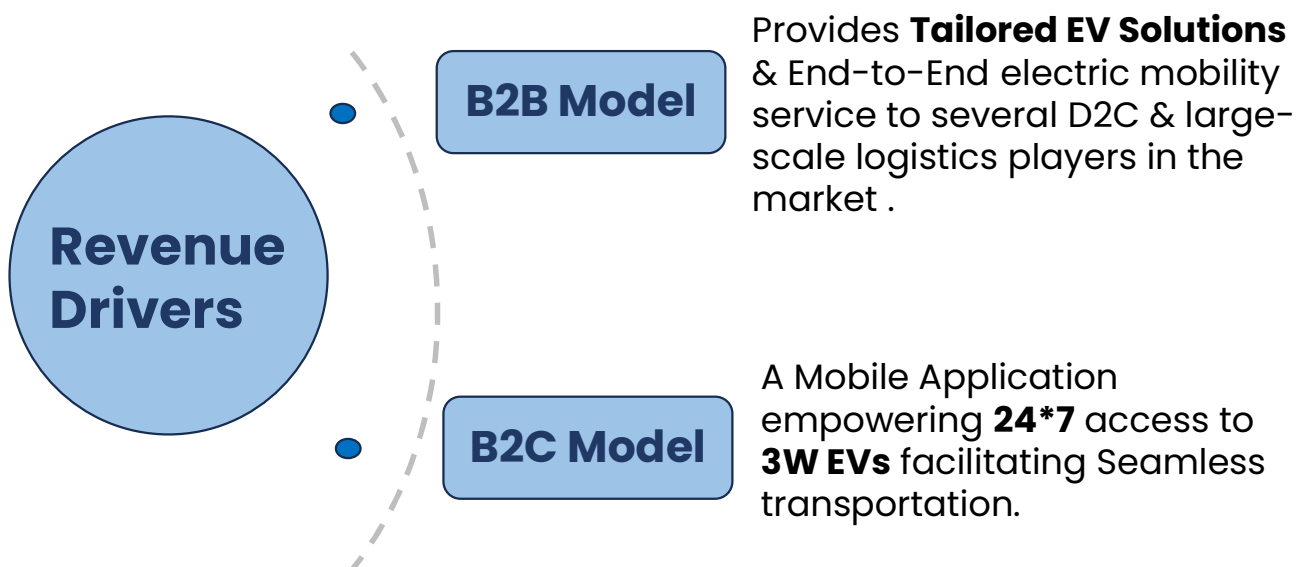 Revenue
Drivers
B2B Model
Provides Tailored EV Solutions
& End-to-End electric mobility
service to several D2C & large-
scale logistics players in the
market .
B2C Model
A Mobile Application
empowering 24*7 access to
3W EVs facilitating Seamless
transportation.